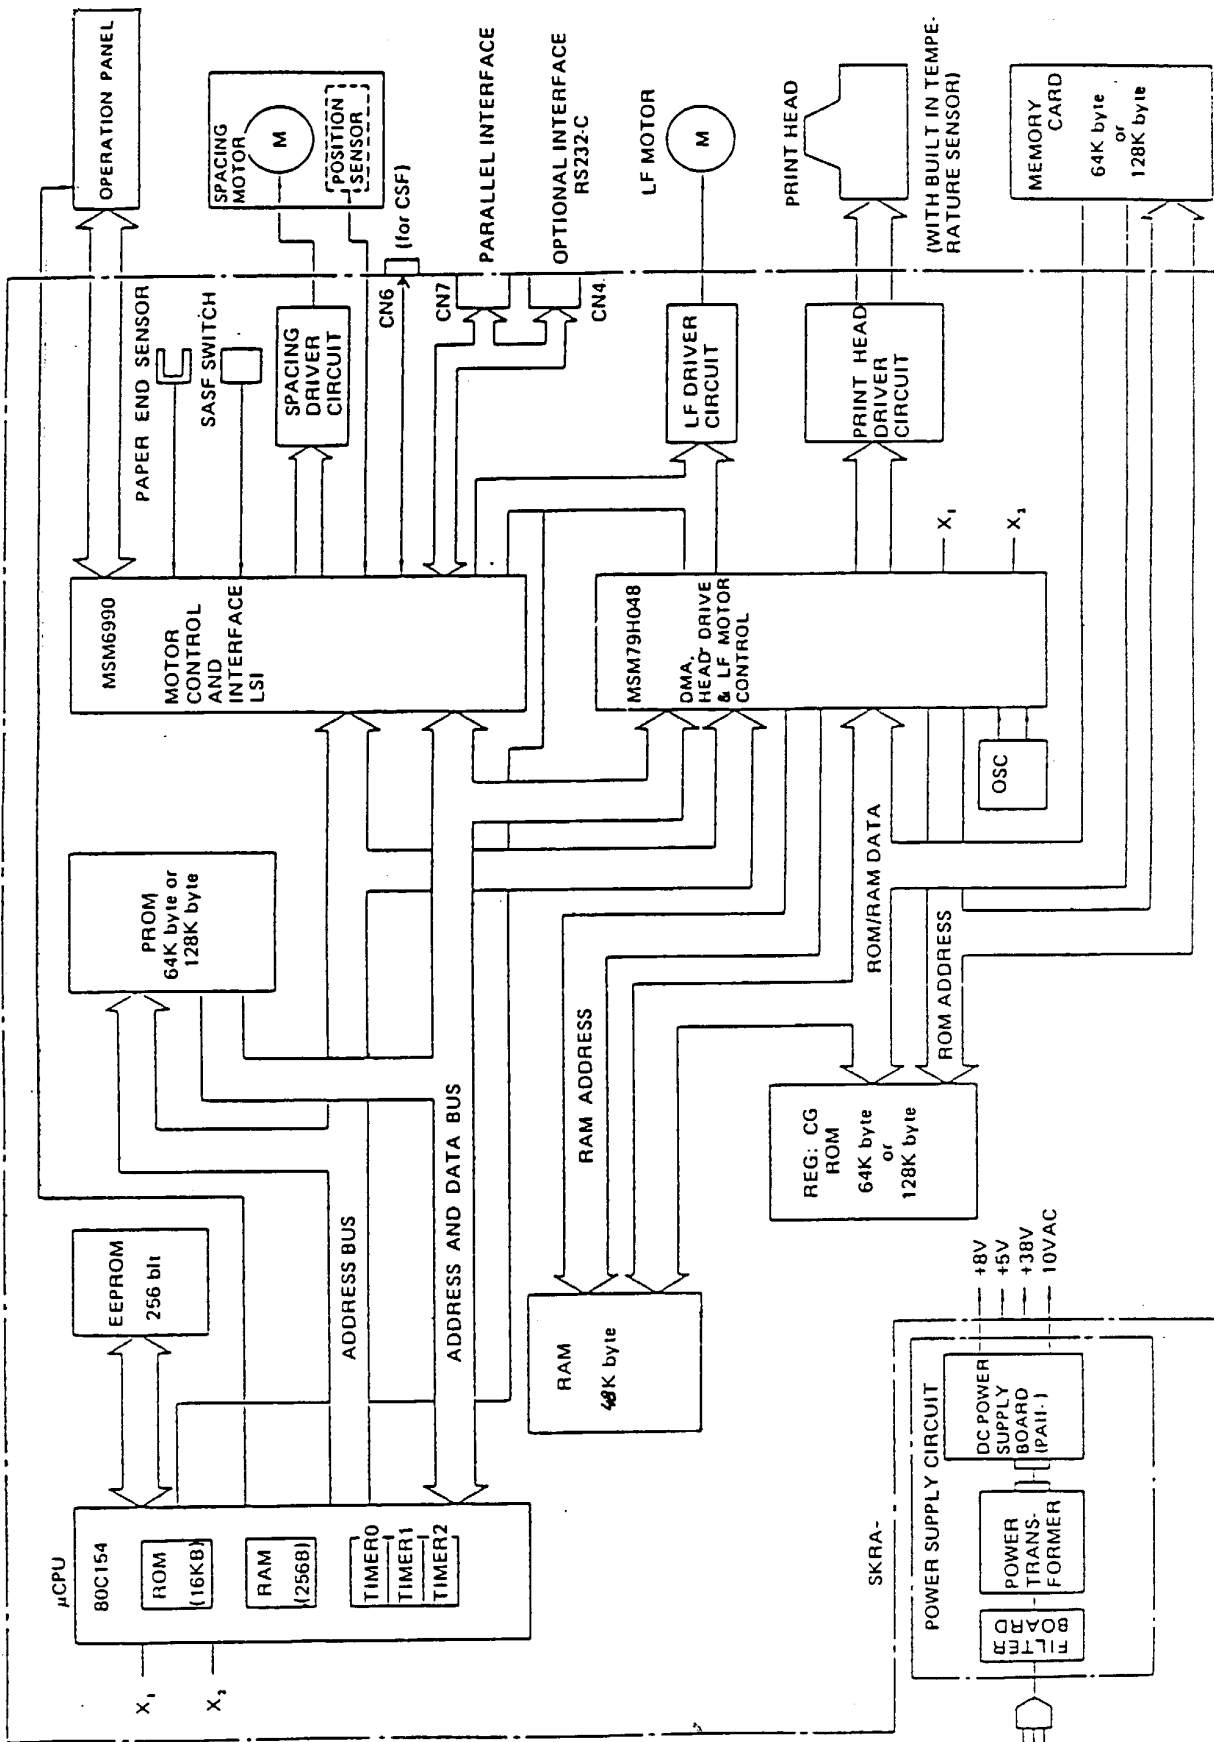 μCPU
80C154
ROM
(16KB)
RAM
(256B)
TIMER0
TIMER1
TIMER2
X₁
X₂
EEPROM
256 bit
PROM
64K byte or
128K byte
ADDRESS BUS
ADDRESS AND DATA BUS
MSM6990
MOTOR
CONTROL
AND
INTERFACE
LSI
PAPER END SENSOR
SASF SWITCH
SPACING
DRIVER
CIRCUIT
OPERATION PANEL
SPACING
MOTOR
M
POSITION
SENSOR
CN6
(for CSF)
CN7
PARALLEL INTERFACE
OPTIONAL INTERFACE
RS232-C
CN4
LF MOTOR
M
LF DRIVER
CIRCUIT
MSM79H048
DMA,
HEAD DRIVE
& LF MOTOR
CONTROL
PRINT HEAD
DRIVER
CIRCUIT
PRINT HEAD
(WITH BUILT IN TEMPE-
RATURE SENSOR)
X₁
X₂
OSC
MEMORY
CARD
64K byte
or
128K byte
RAM
48K byte
RAM ADDRESS
ROM/RAM DATA
ROM ADDRESS
REG: CG
ROM
64K byte
or
128K byte
SKRA-
POWER SUPPLY CIRCUIT
FILTER
BOARD
POWER
TRANS-
FORMER
DC POWER
SUPPLY
BOARD
+8V
+5V
+38V
10VAC